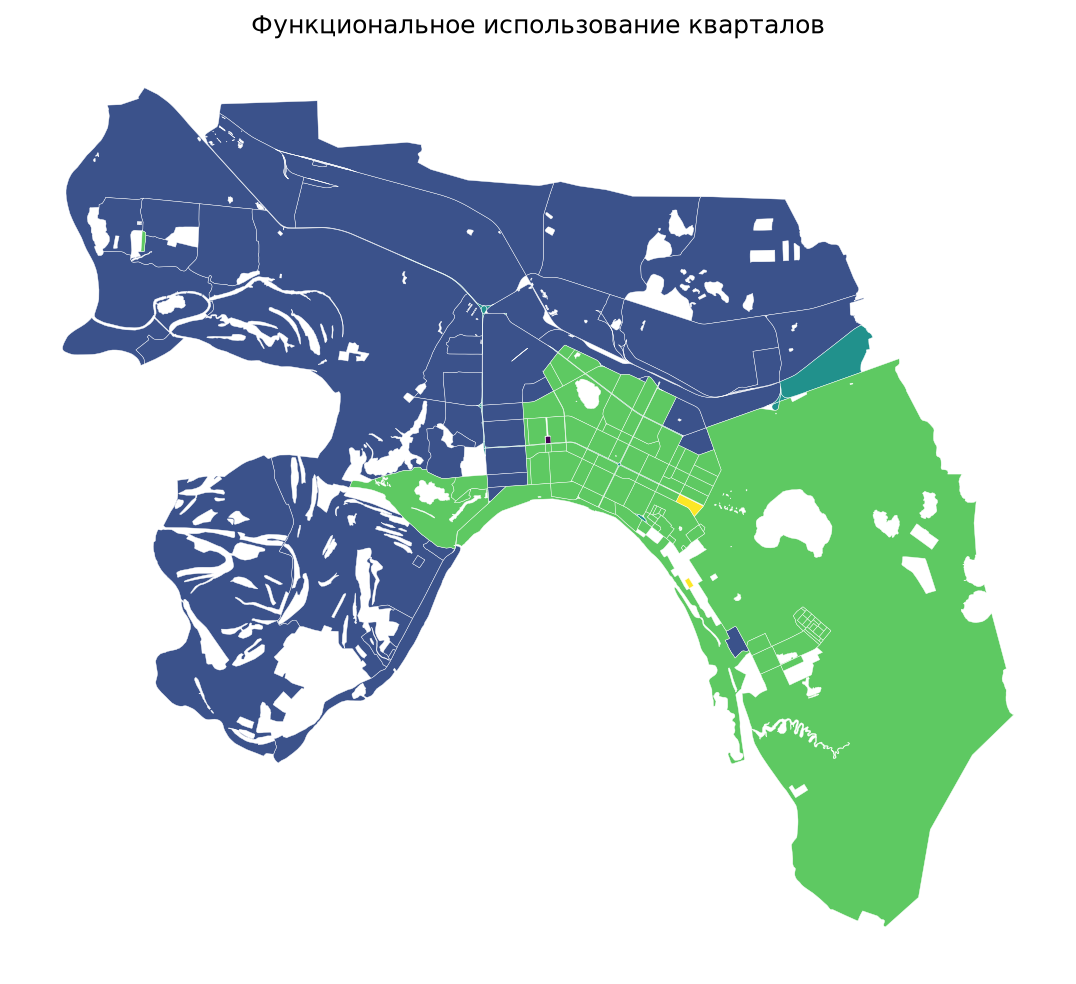 Функциональное использование кварталов